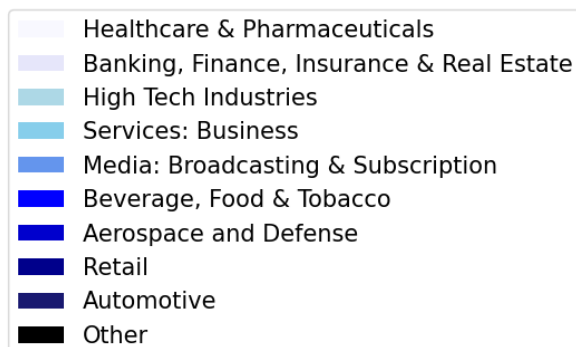 Healthcare & Pharmaceuticals
Banking, Finance, Insurance & Real Estate
High Tech Industries
Services: Business
Media: Broadcasting & Subscription
Beverage, Food & Tobacco
Aerospace and Defense
Retail
Automotive
Other